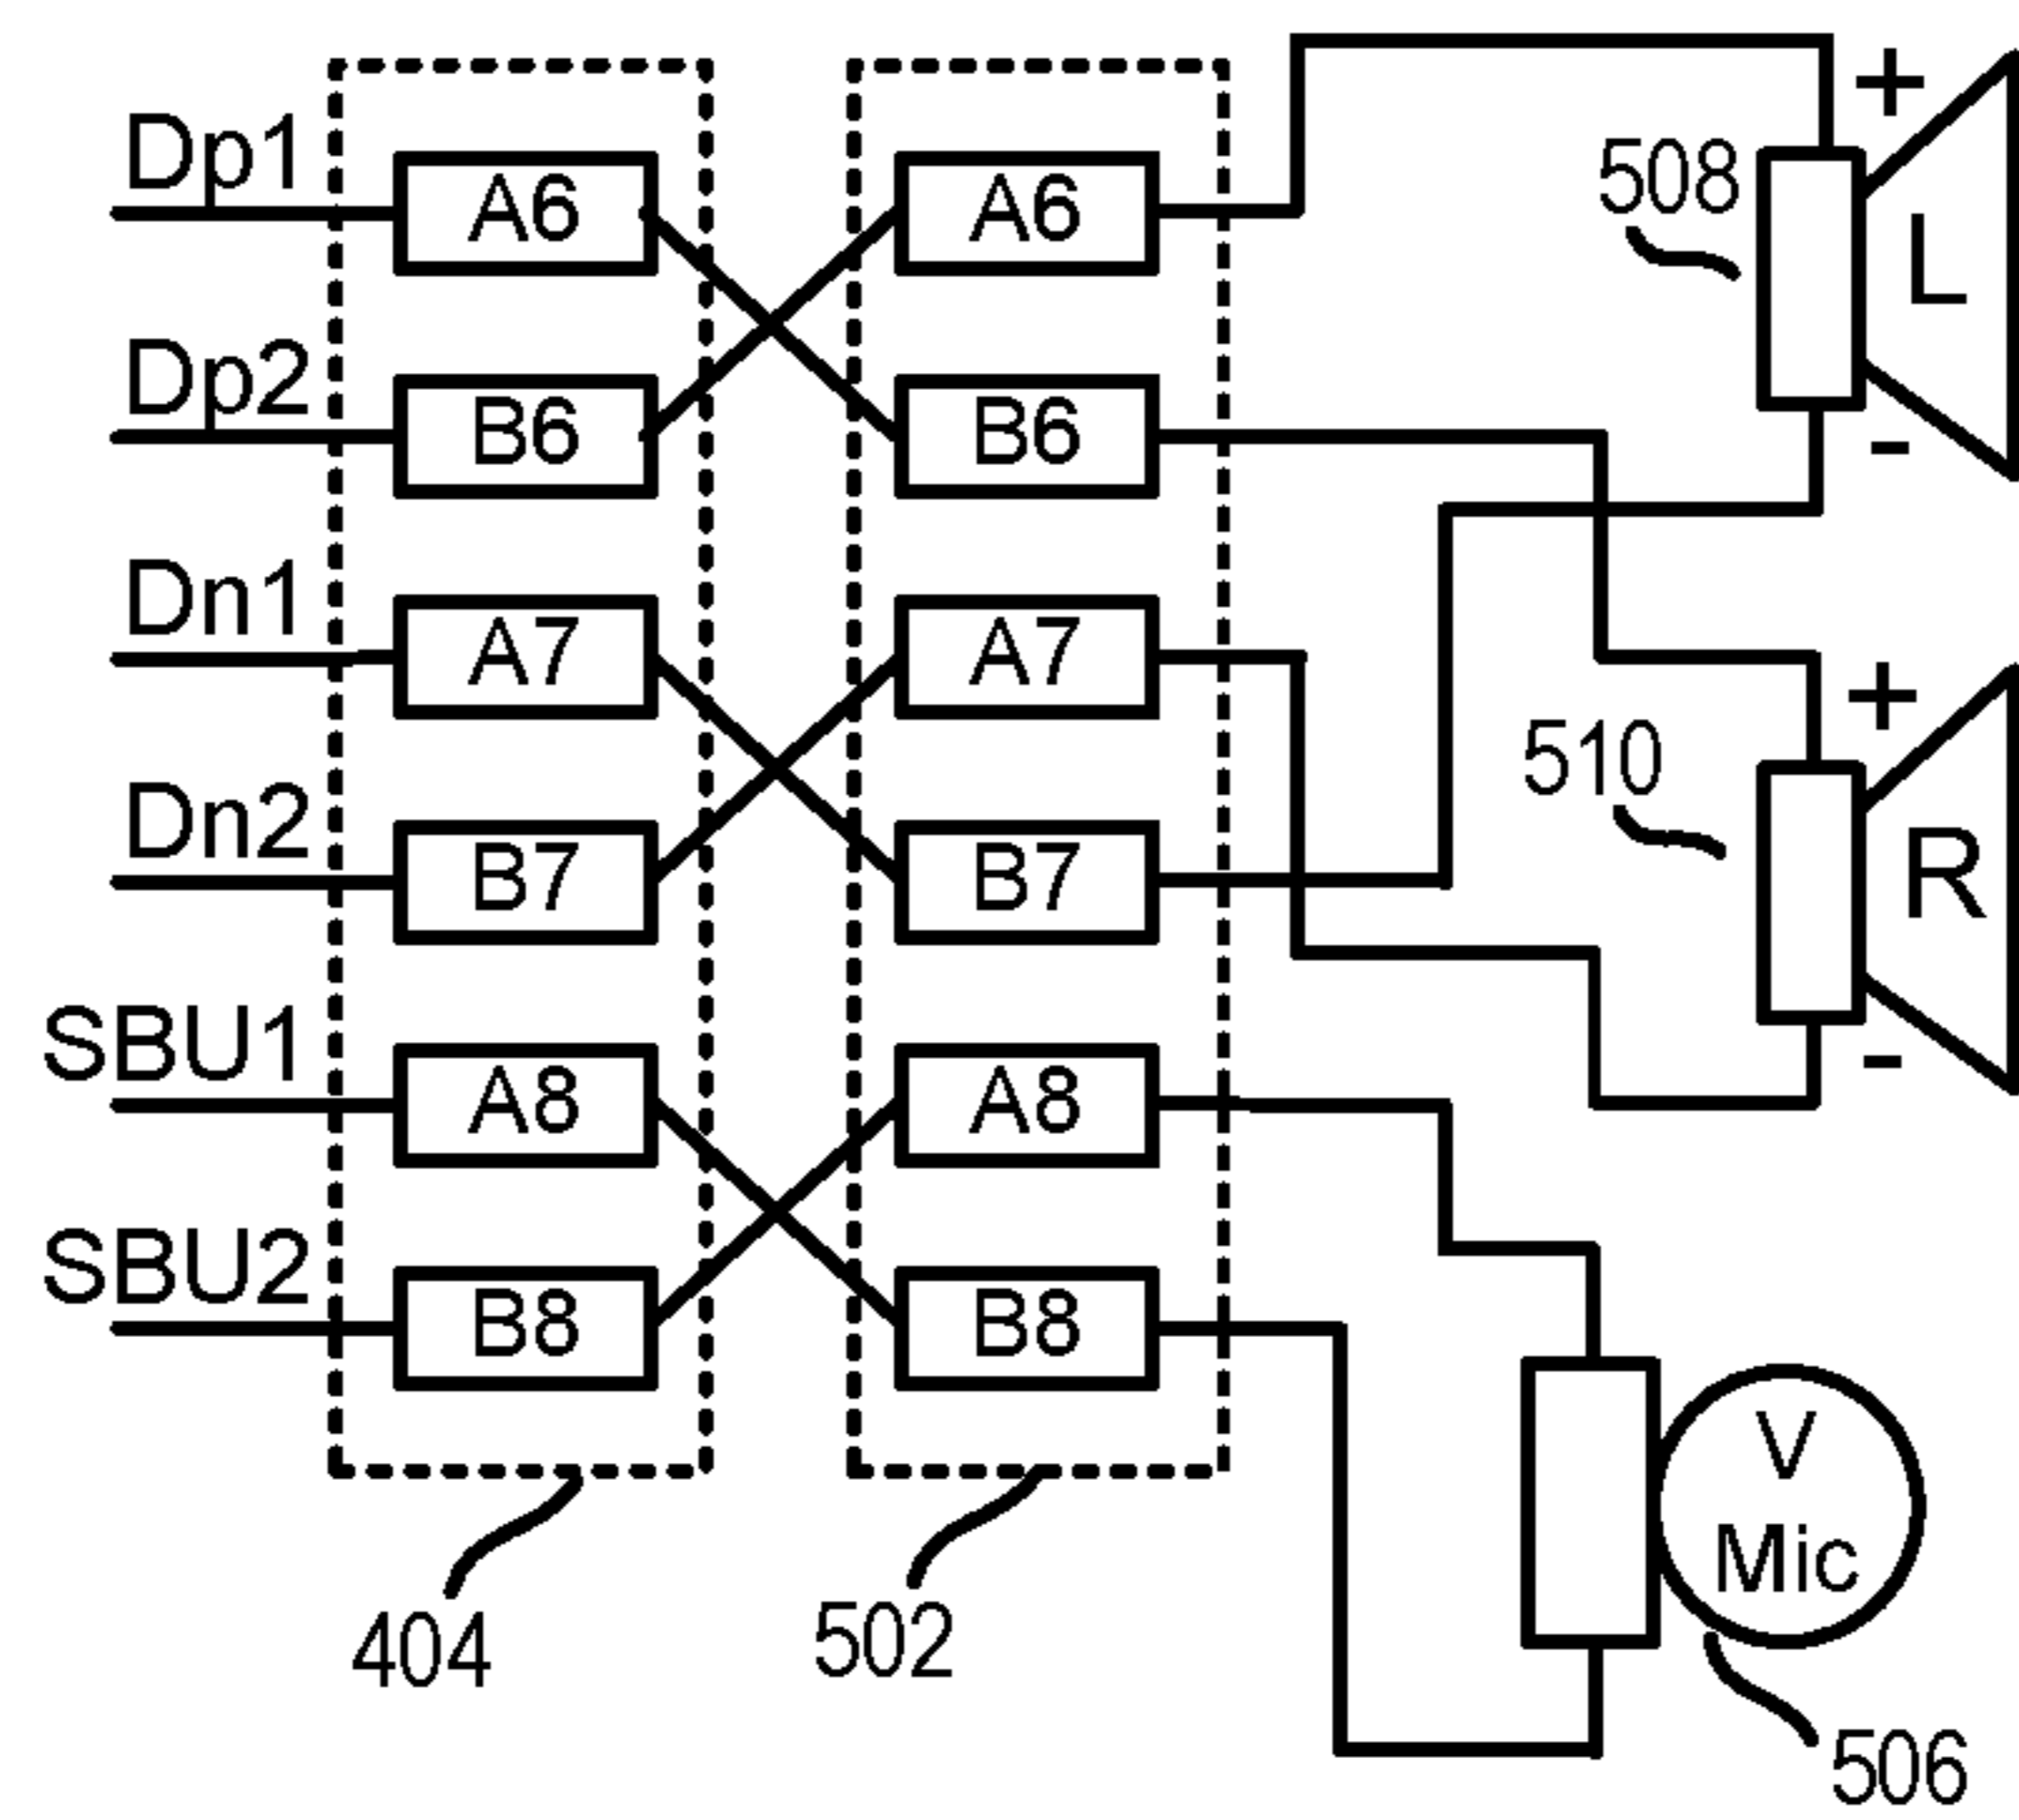 Dp1
A6
A6
+
508
L
Dp2
B6
B6
-
Dn1
A7
A7
+
510
R
Dn2
B7
B7
-
SBU1
A8
A8
SBU2
B8
B8
V
Mic
404
502
506